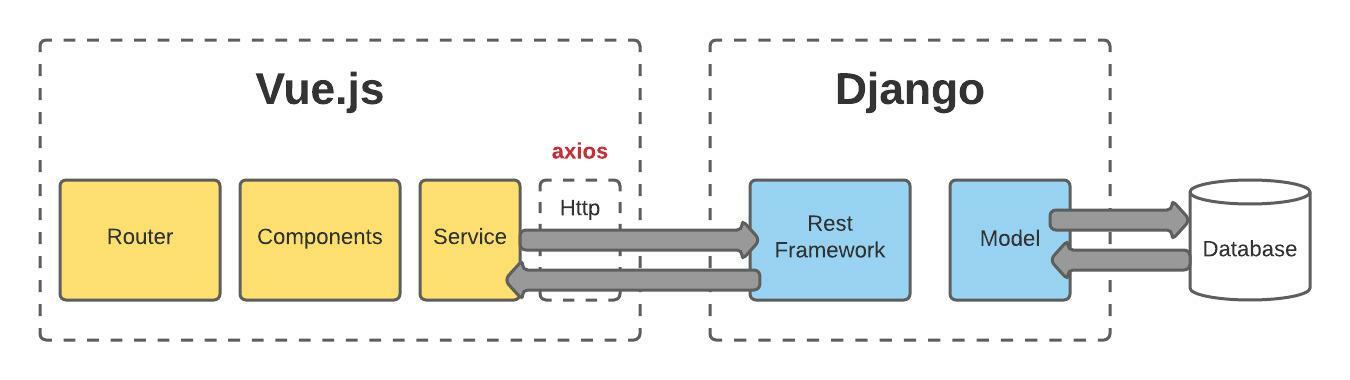 Vue.js
Django
axios
Router
Components
Service
Http
Rest
Framework
Model
Database